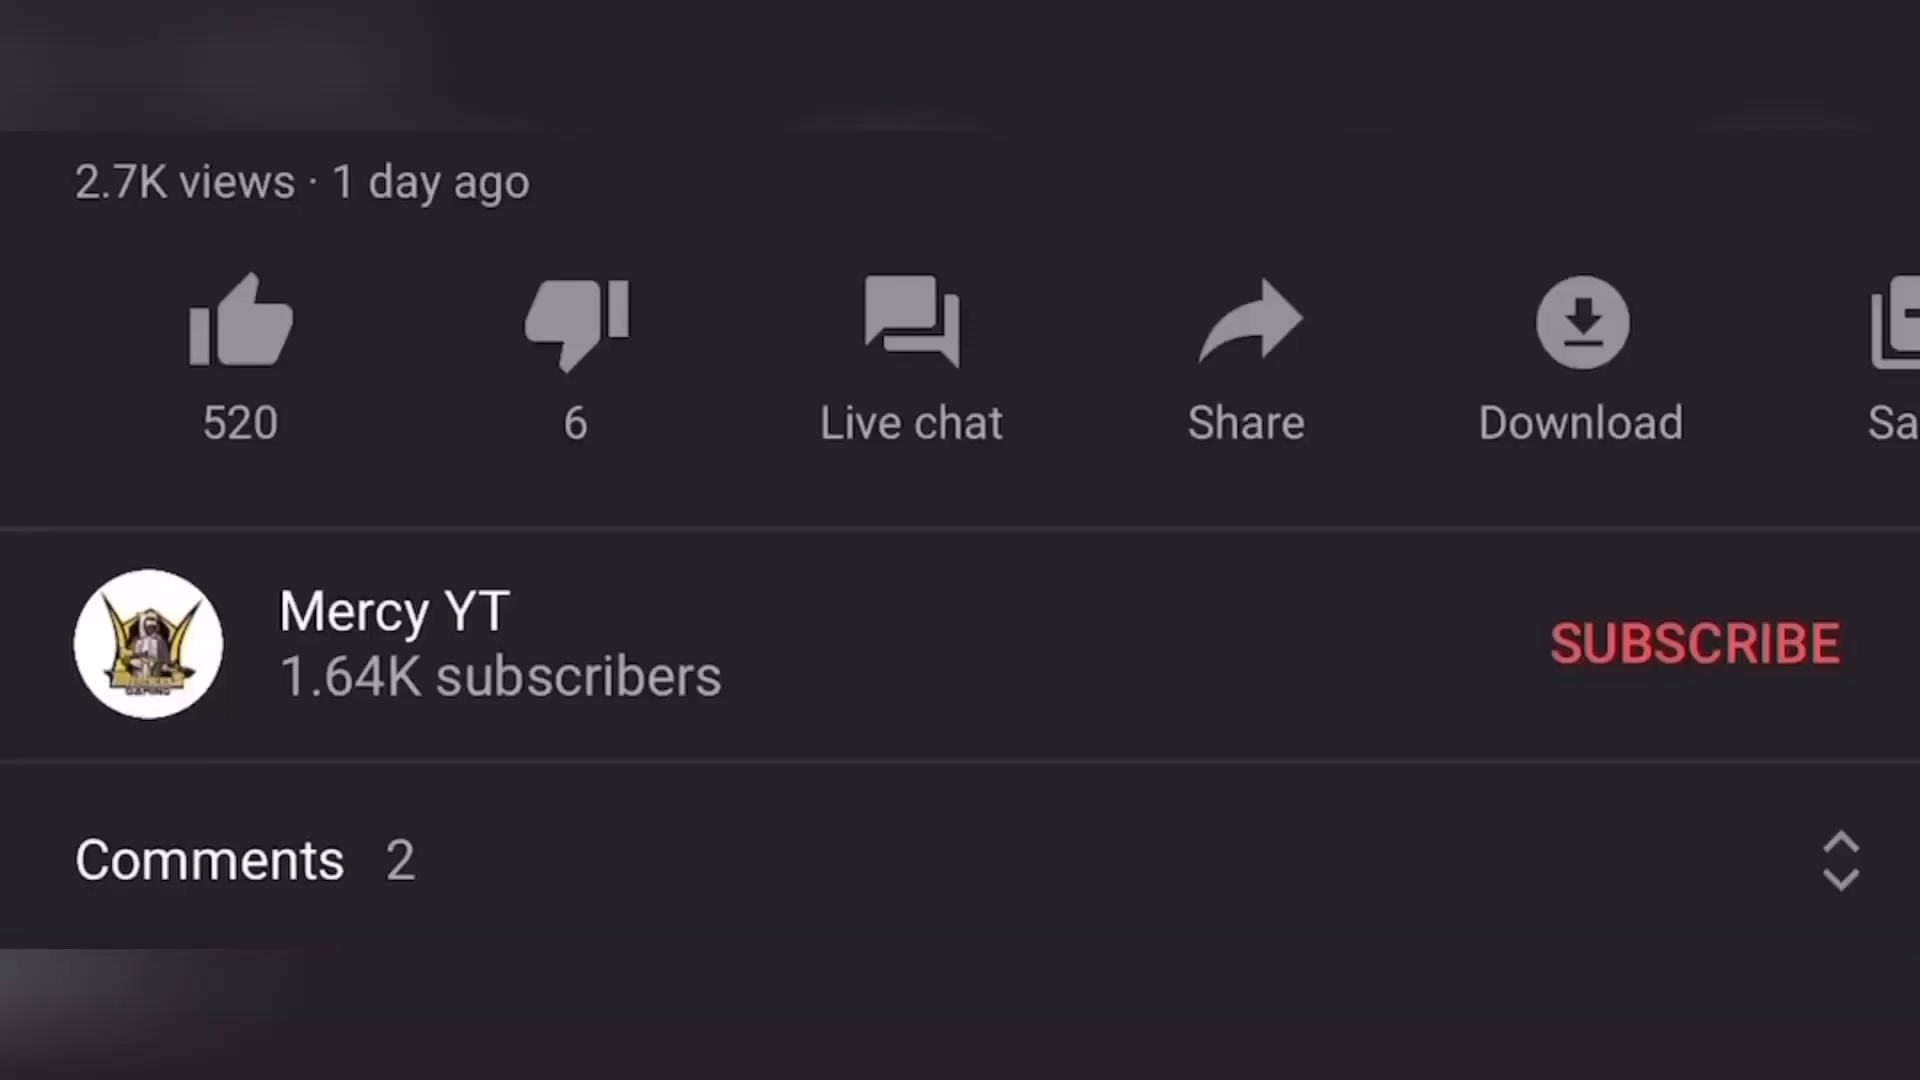 2.7K views · 1 day ago
520
6
Live chat
Share
Download
Sa
Mercy YT
1.64K subscribers
SUBSCRIBE
Comments 2
GAMING